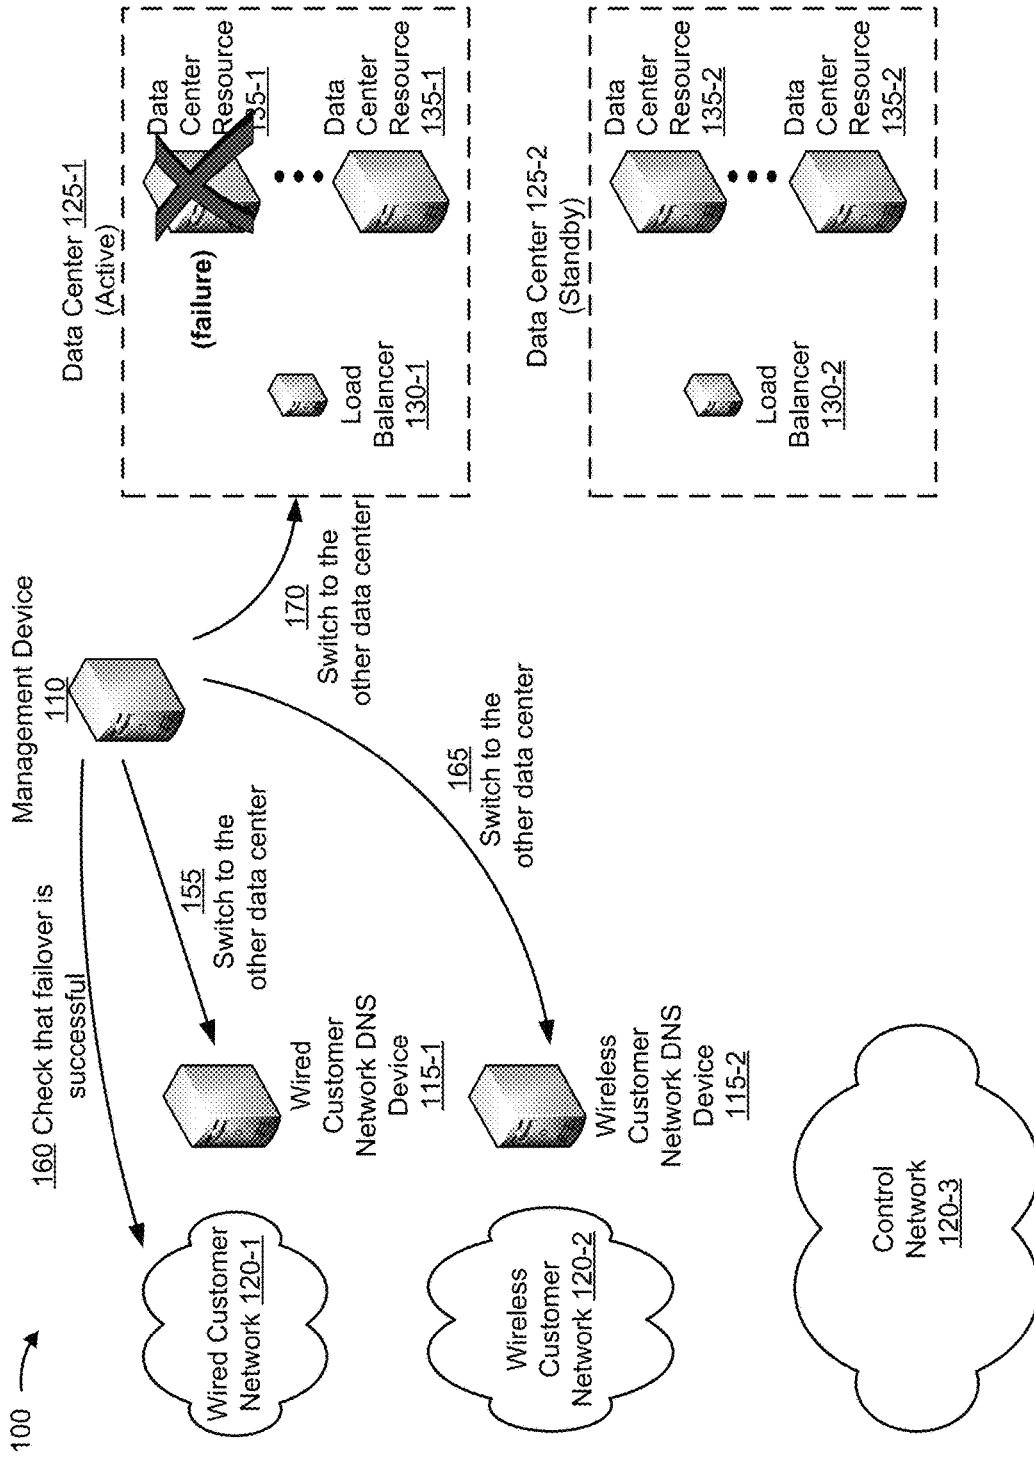 100
Management Device
110
160 Check that failover is
successful
155
Switch to the
other data center
165
Switch to the
other data center
170
Switch to the
other data center
Wired Customer
Network 120-1
Wireless
Customer
Network 120-2
Control
Network
120-3
Wired
Customer
Network DNS
Device
115-1
Wireless
Customer
Network DNS
Device
115-2
Data Center 125-1
(Active)
(failure)
Data
Center
Resource
135-1
Load
Balancer
130-1
Data
Center
Resource
135-1
Data Center 125-2
(Standby)
Data
Center
Resource
135-2
Load
Balancer
130-2
Data
Center
Resource
135-2